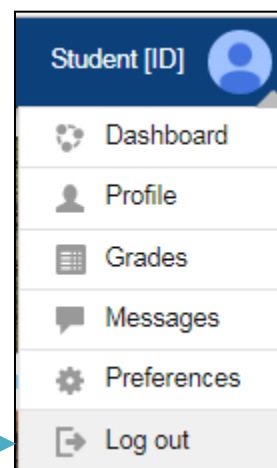 Student [ID]
Dashboard
Profile
Grades
Messages
Preferences
Log out